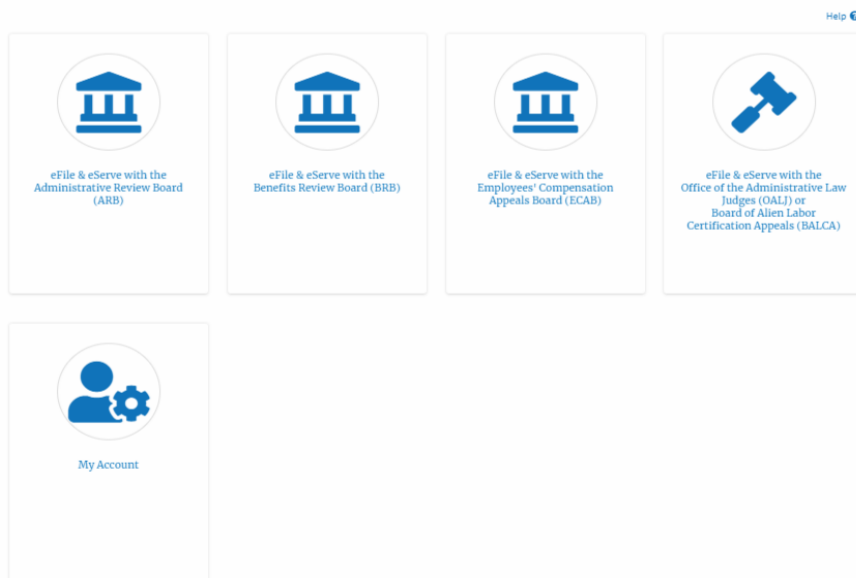 Help ?
eFile & eServe with the
Administrative Review Board
(ARB)
eFile & eServe with the
Benefits Review Board (BRB)
eFile & eServe with the
Employees' Compensation
Appeals Board (ECAB)
eFile & eServe with the
Office of the Administrative Law
Judges (OALJ) or
Board of Alien Labor
Certification Appeals (BALCA)
My Account